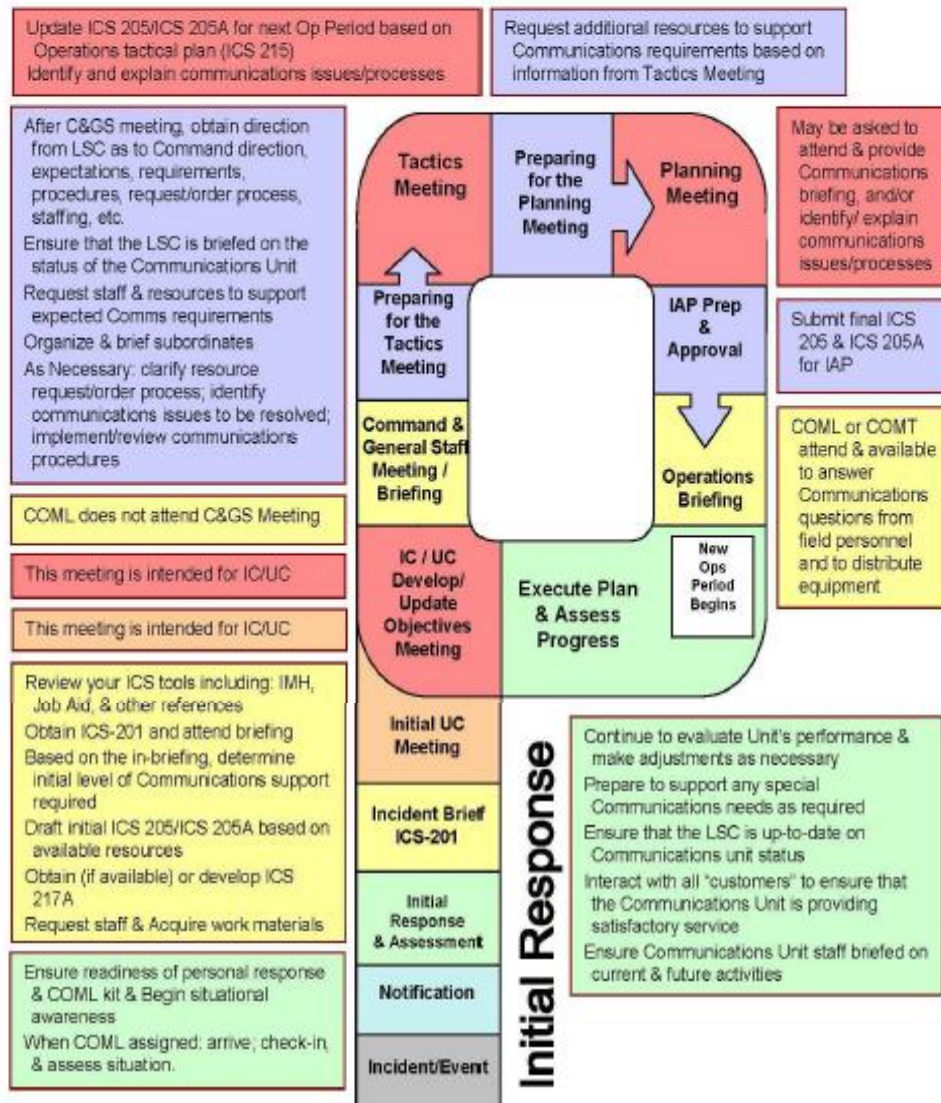 Update ICS 205/ICS 205A for next Op Period based on
Operations tactical plan (ICS 215)
Identify and explain communications issues/processes
Request additional resources to support
Communications requirements based on
information from Tactics Meeting
After C&GS meeting, obtain direction
from LSC as to Command direction,
expectations, requirements,
procedures, request/order process,
staffing, etc.
Ensure that the LSC is briefed on the
status of the Communications Unit
Request staff & resources to support
expected Comms requirements
Organize & brief subordinates
As Necessary: clarify resource
request/order process; identify
communications issues to be resolved;
implement/review communications
procedures
COML does not attend C&GS Meeting
This meeting is intended for IC/UC
This meeting is intended for IC/UC
Review your ICS tools including: IMH,
Job Aid, & other references
Obtain ICS-201 and attend briefing
Based on the in-briefing, determine
initial level of Communications support
required
Draft initial ICS 205/ICS 205A based on
available resources
Obtain (if available) or develop ICS
217A
Request staff & Acquire work materials
Ensure readiness of personal response
& COML kit & Begin situational
awareness
When COML assigned: arrive; check-in,
& assess situation.
Tactics
Meeting
Preparing
for the
Planning
Meeting
Planning
Meeting
Preparing
for the
Tactics
Meeting
IAP Prep
&
Approval
Command &
General Staff
Meeting /
Briefing
Operations
Briefing
IC / UC
Develop/
Update
Objectives
Meeting
Execute Plan
& Assess
Progress
New
Ops
Period
Begins
Initial UC
Meeting
Incident Brief
ICS-201
Initial
Response
& Assessment
Notification
Incident/Event
Initial Response
May be asked to
attend & provide
Communications
briefing, and/or
identify/ explain
communications
issues/processes
Submit final ICS
205 & ICS 205A
for IAP
COML or COMT
attend & available
to answer
Communications
questions from
field personnel
and to distribute
equipment
Continue to evaluate Unit's performance &
make adjustments as necessary
Prepare to support any special
Communications needs as required
Ensure that the LSC is up-to-date on
Communications unit status
Interact with all "customers" to ensure that
the Communications Unit is providing
satisfactory service
Ensure Communications Unit staff briefed on
current & future activities